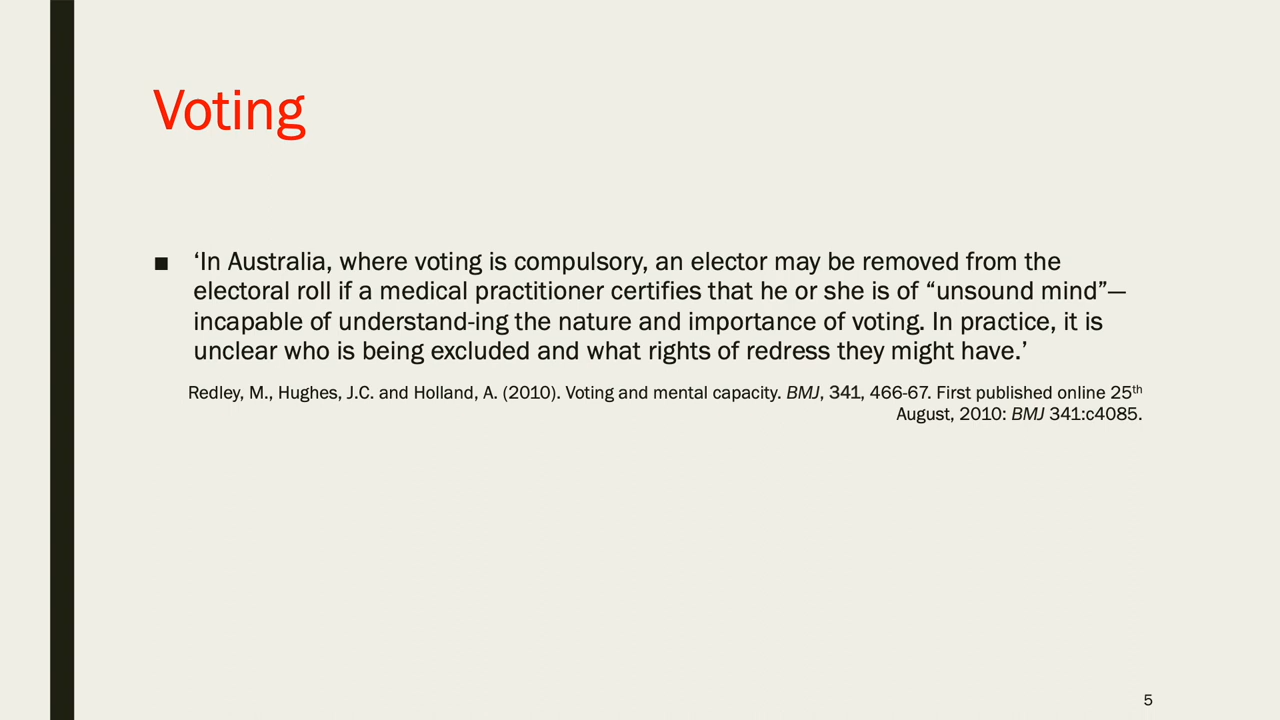 Voting
■ ‘In Australia, where voting is compulsory, an elector may be removed from the
electoral roll if a medical practitioner certifies that he or she is of “unsound mind”—
incapable of understand-ing the nature and importance of voting. In practice, it is
unclear who is being excluded and what rights of redress they might have.’
Redley, M., Hughes, J.C. and Holland, A. (2010). Voting and mental capacity. BMJ, 341, 466-67. First published online 25th
August, 2010: BMJ 341:c4085.
5